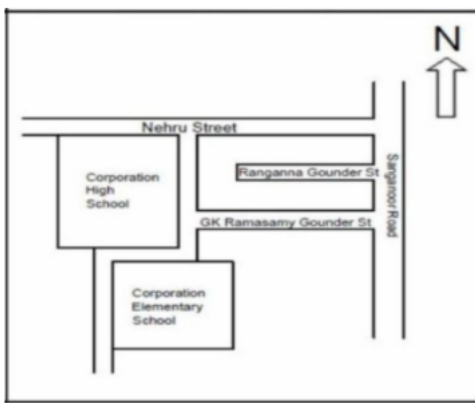 N
Nehru Street
Corporation
High
School
Ranganna Gounder St
Sanganoor Road
GK Ramasamy Gounder St
Corporation
Elementary
School